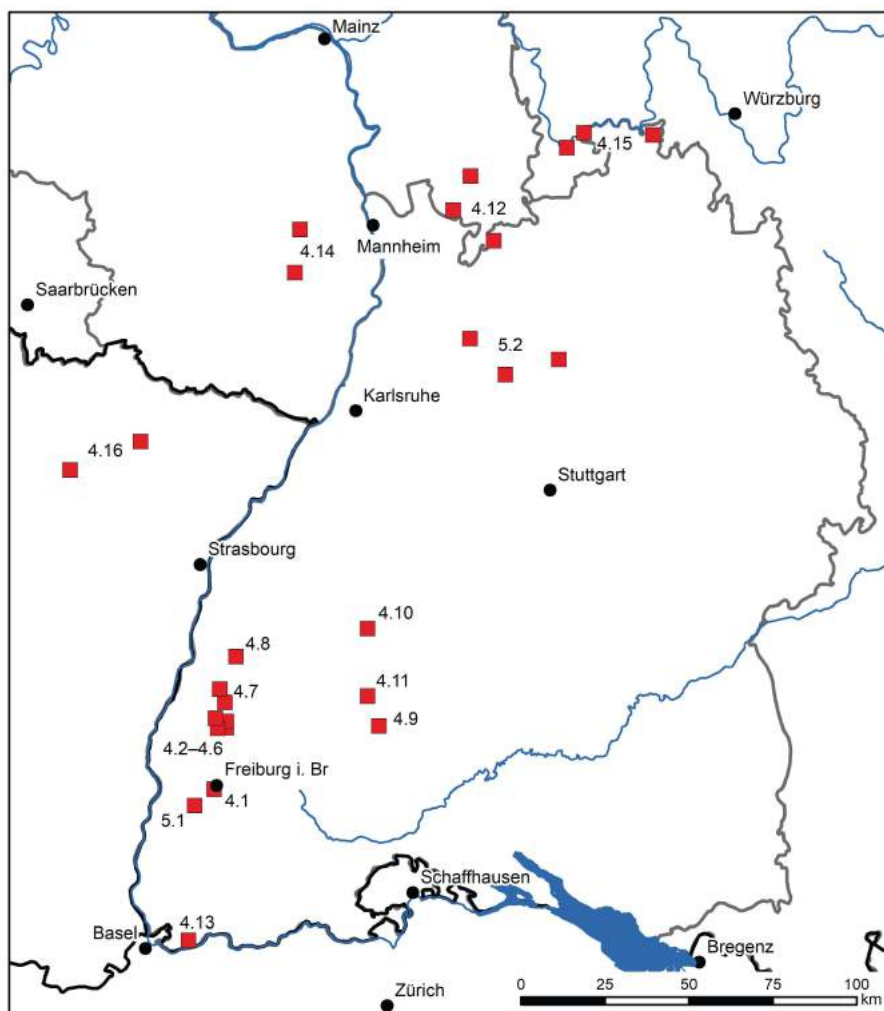 Mainz
Würzburg
4.15
4.12
Mannheim
4.14
Saarbrücken
5.2
Karlsruhe
4.16
Stuttgart
Strasbourg
4.10
4.8
4.11
4.7
4.9
4.2–4.6
Freiburg i. Br
4.1
5.1
Schaffhausen
4.13
Basel
Bregenz
Zürich
0 25 50 75 100
km